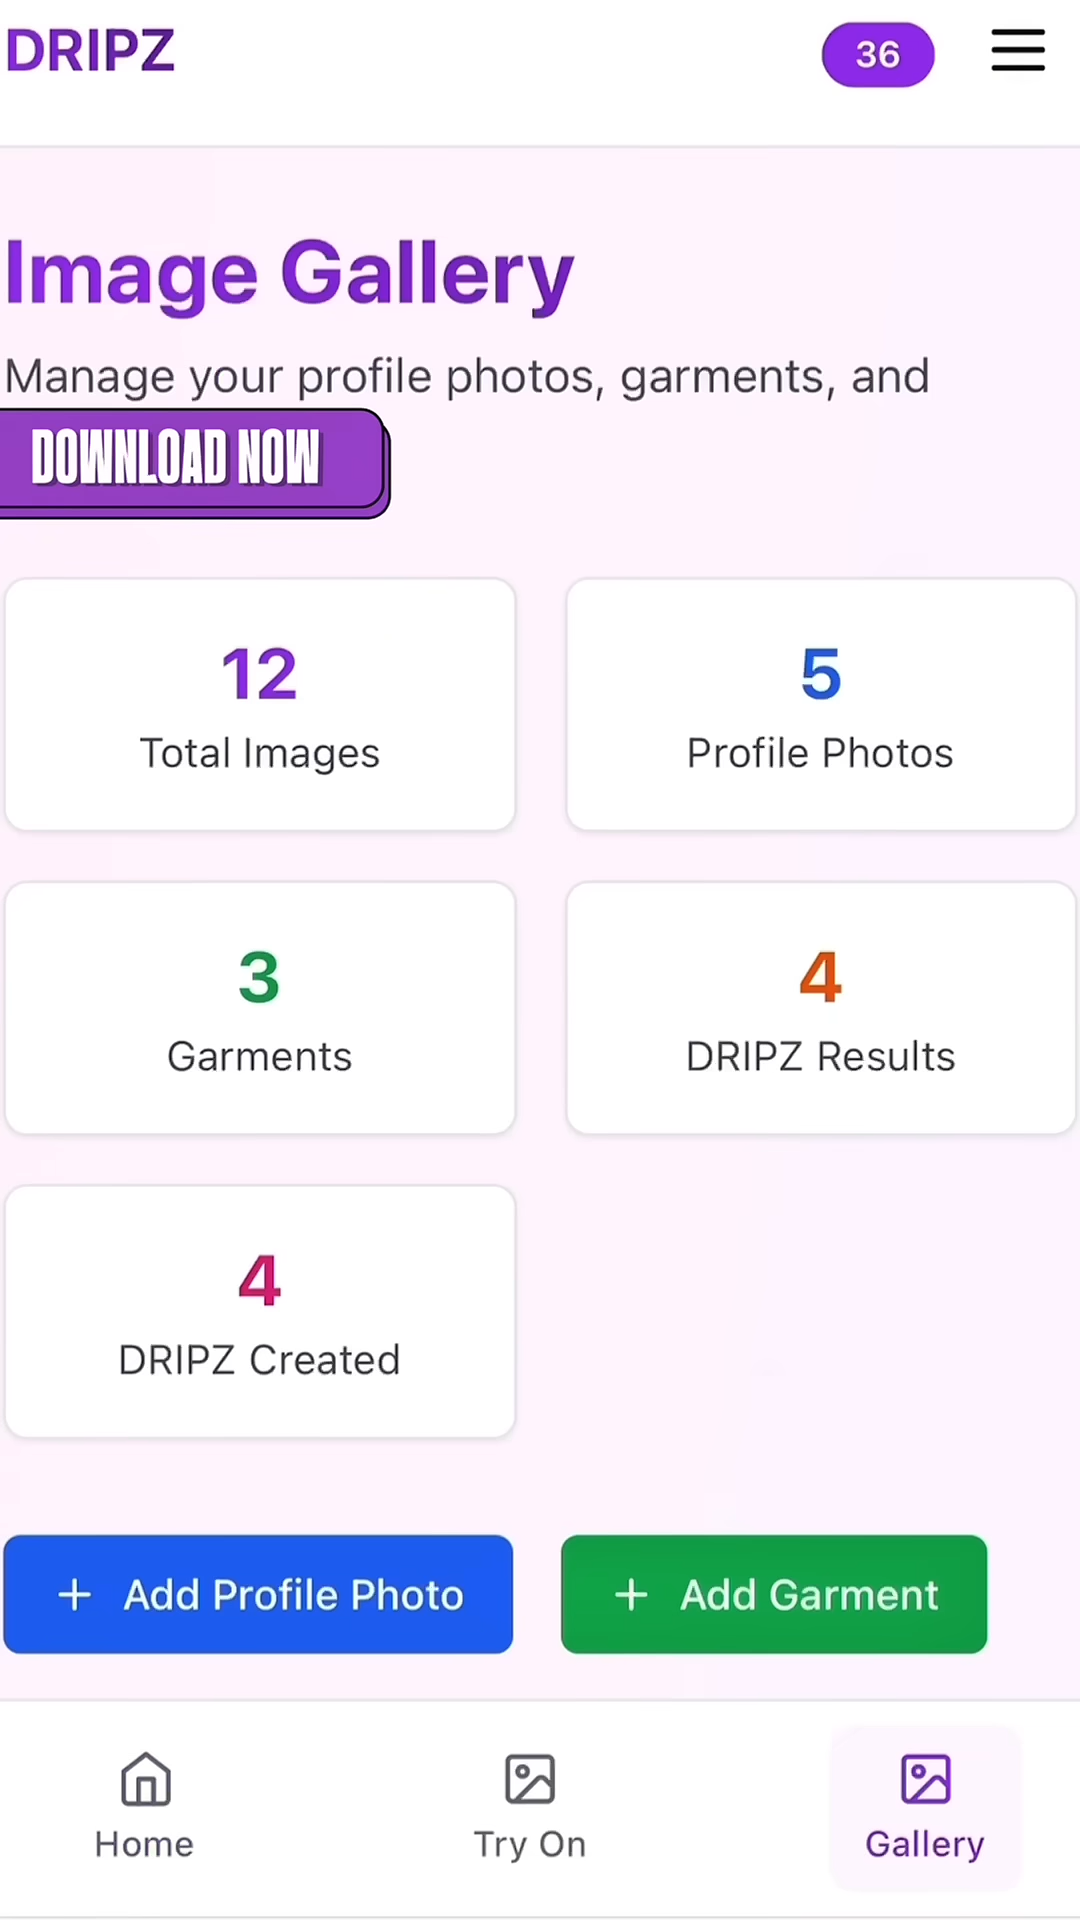 DRIPZ
36
Image Gallery
Manage your profile photos, garments, and
DOWNLOAD NOW
12
Total Images
5
Profile Photos
3
Garments
4
DRIPZ Results
4
DRIPZ Created
+ Add Profile Photo
+ Add Garment
Home
Try On
Gallery